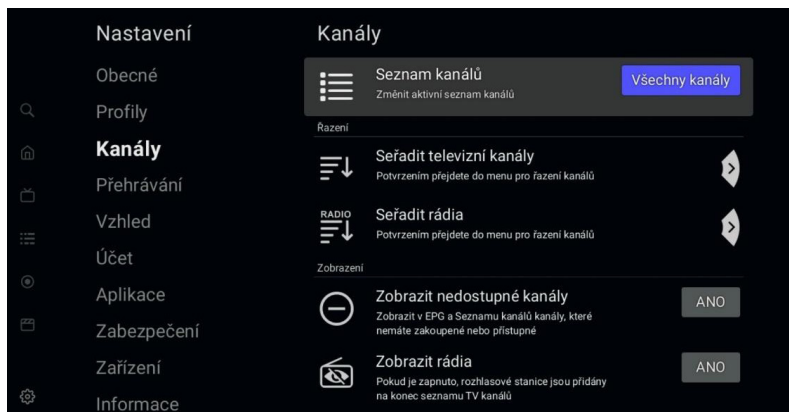 Nastavení
Obecné
Profily
Kanály
Přehrávání
Vzhled
Účet
Aplikace
Zabezpečení
Zařízení
Informace
Kanály
Seznam kanálů
Změnit aktivní seznam kanálů
Všechny kanály
Řazení
Seřadit televizní kanály
Potvrzením přejdete do menu pro řazení kanálů
RADIO
Seřadit rádia
Potvrzením přejdete do menu pro řazení kanálů
Zobrazení
Zobrazit nedostupné kanály
Zobrazit v EPG a Seznamu kanálů kanály, které
nemáte zakoupené nebo přístupné
ANO
Zobrazit rádia
Pokud je zapnuto, rozhlasové stanice jsou přidány
na konec seznamu TV kanálů
ANO